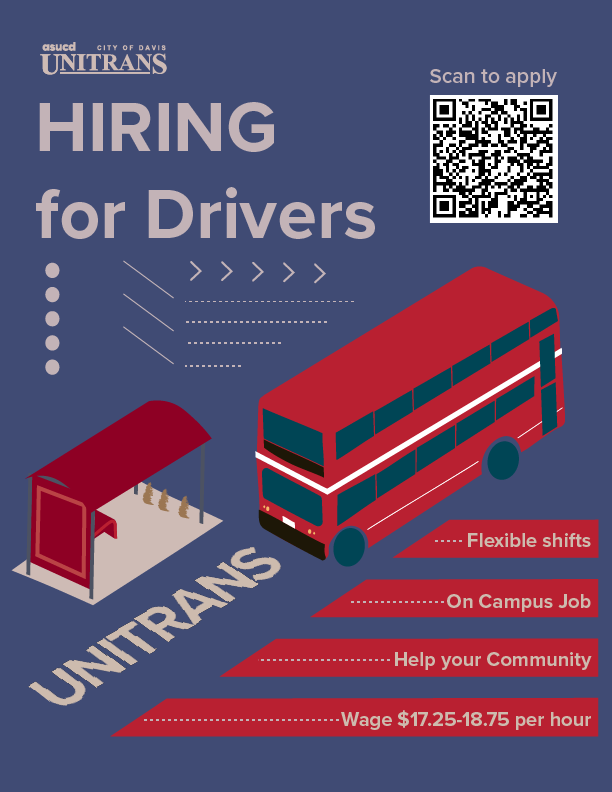 asucd CITY OF DAVIS
UNITRANS
Scan to apply
HIRING
for Drivers
Flexible shifts
On Campus Job
Help your Community
Wage $17.25-18.75 per hour
UNITRANS